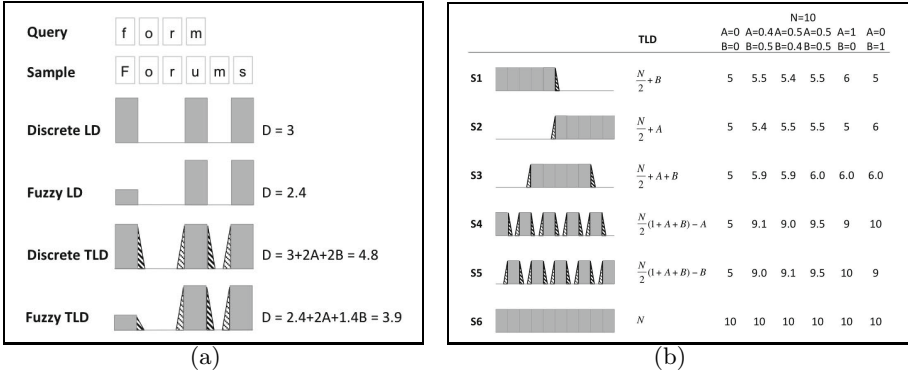 Query f o r m
Sample F o r u m s
Discrete LD D = 3
Fuzzy LD D = 2.4
Discrete TLD D = 3+2A+2B = 4.8
Fuzzy TLD D = 2.4+2A+1.4B = 3.9
(a)
N=10
A=0 A=0.4 A=0.5 A=0.5 A=1 A=0
TLD B=0 B=0.5 B=0.4 B=0.5 B=0 B=1
S1 N/2 + B 5 5.5 5.4 5.5 6 5
S2 N/2 + A 5 5.4 5.5 5.5 5 6
S3 N/2 + A + B 5 5.9 5.9 6.0 6.0 6.0
S4 N/2 (1 + A + B) − A 5 9.1 9.0 9.5 9 10
S5 N/2 (1 + A + B) − B 5 9.0 9.1 9.5 10 9
S6 N 10 10 10 10 10 10
(b)